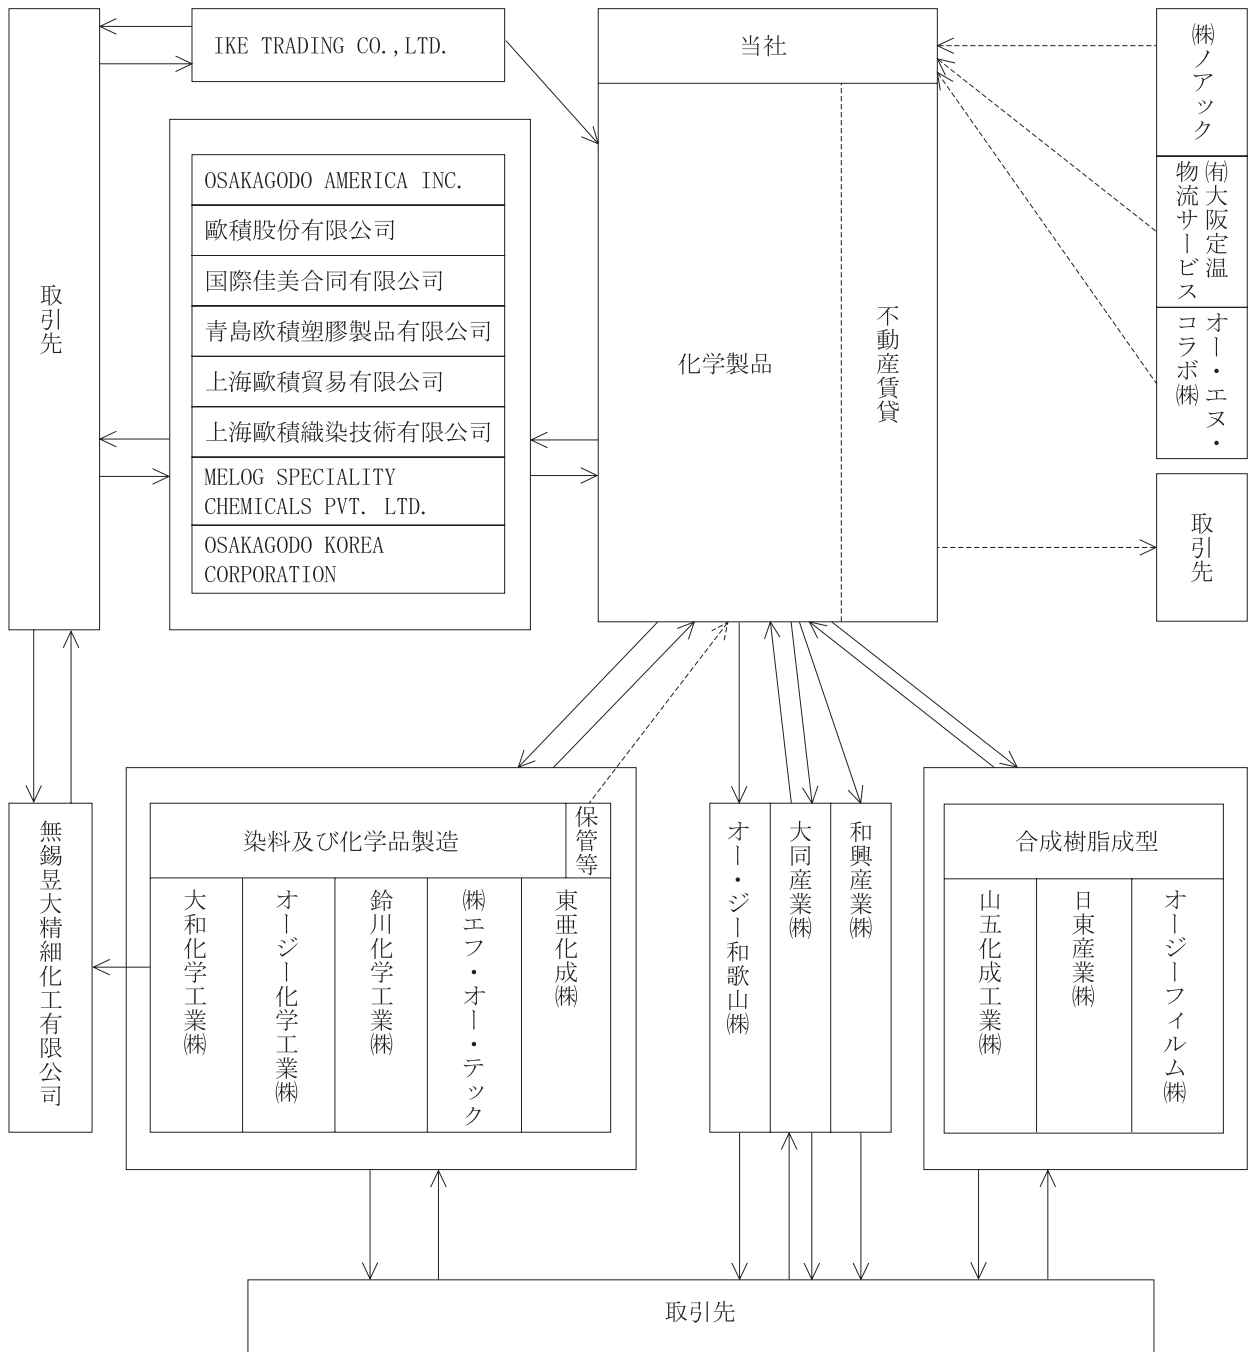 IKE TRADING CO.,LTD.
当社
㈱ノアック
OSAKAGODO AMERICA INC.
歐積股份有限公司
国際佳美合同有限公司
青島欧積塑膠製品有限公司
上海歐積貿易有限公司
上海歐積織染技術有限公司
MELOG SPECIALITY
CHEMICALS PVT. LTD.
OSAKAGODO KOREA
CORPORATION
取引先
化学製品
不動産賃貸
㈲大阪定温
物流サービス
オー・エヌ・
コラボ㈱
取引先
無錫昱大精細化工有限公司
染料及び化学品製造
保管等
大和化学工業㈱
オージー化学工業㈱
鈴川化学工業㈱
㈱エフ・オー・テック
東亜化成㈱
オー・ジー和歌山㈱
大同産業㈱
和興産業㈱
合成樹脂成型
山五化成工業㈱
日東産業㈱
オージーフィルム㈱
取引先